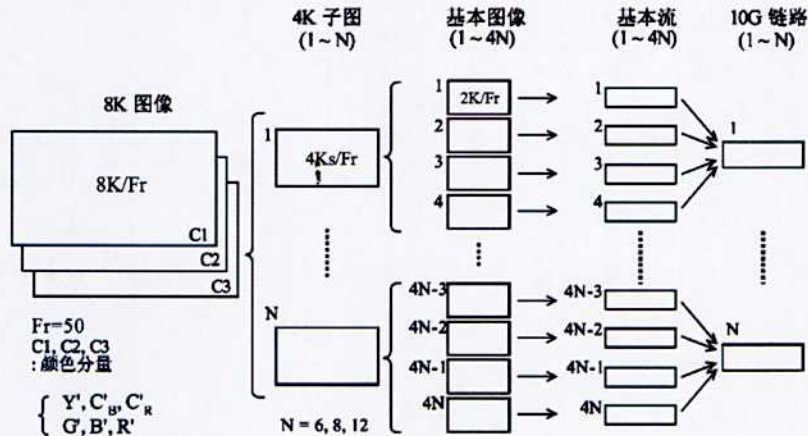 4K 子图
(1~N)
基本图像
(1~4N)
基本流
(1~4N)
10G 链路
(1~N)
8K 图像
8K/Fr
C1
C2
C3
Fr=50
C1, C2, C3
: 颜色分量
Y', C'B, C'R
G', B', R'
1
4Ks/Fr
N
N = 6, 8, 12
1
2K/Fr
2
3
4
4N-3
4N-2
4N-1
4N
1
2
3
4
4N-3
4N-2
4N-1
4N
1
N